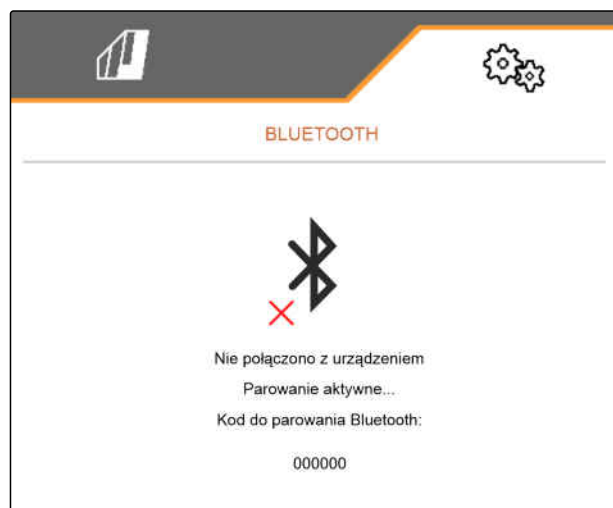 BLUETOOTH
Nie połączono z urządzeniem
Parowanie aktywne...
Kod do parowania Bluetooth:
000000